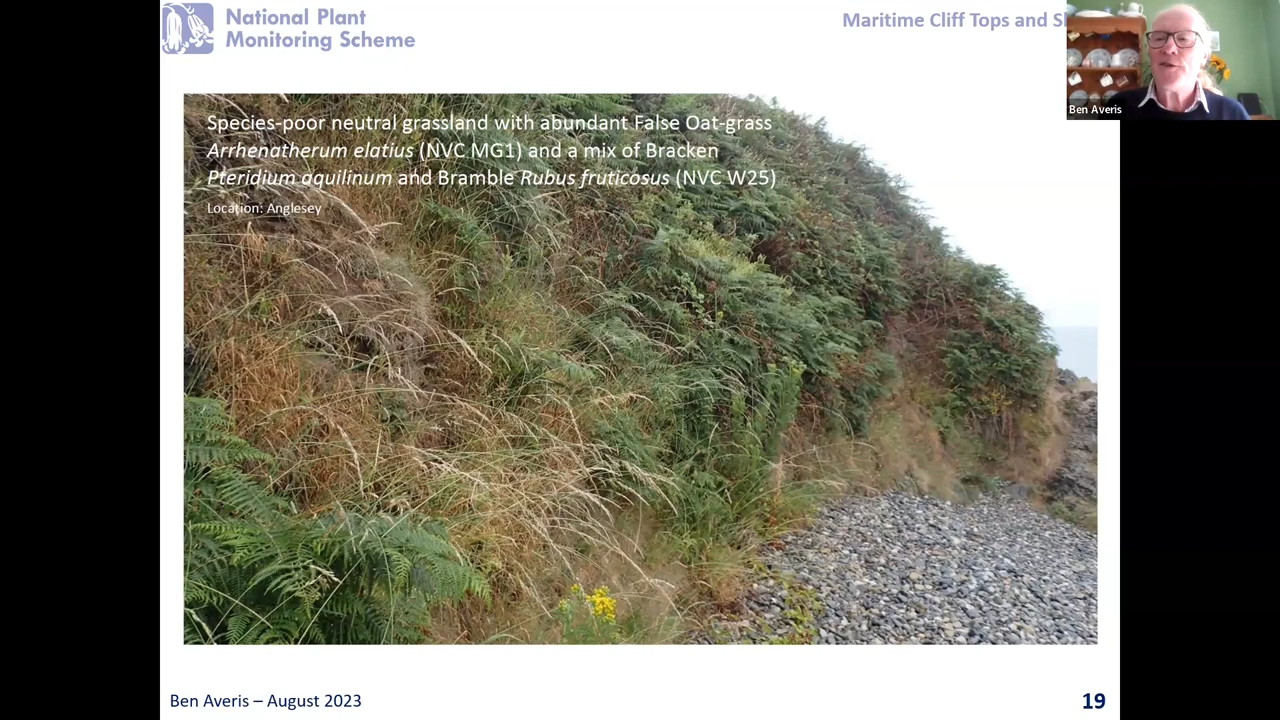 National Plant
Monitoring Scheme
Maritime Cliff Tops and
Ben Averis
Species-poor neutral grassland with abundant False Oat-grass
Arrhenatherum elatius (NVC MG1) and a mix of Bracken
Pteridium aquilinum and Bramble Rubus fruticosus (NVC W25)
Location: Anglesey
Ben Averis – August 2023
19